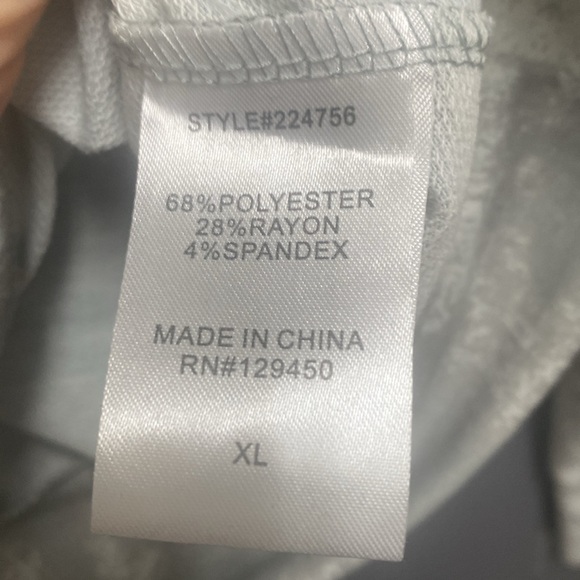 STYLE#224756
68%POLYESTER
28%RAYON
4%SPANDEX
MADE IN CHINA
RN#129450
XL